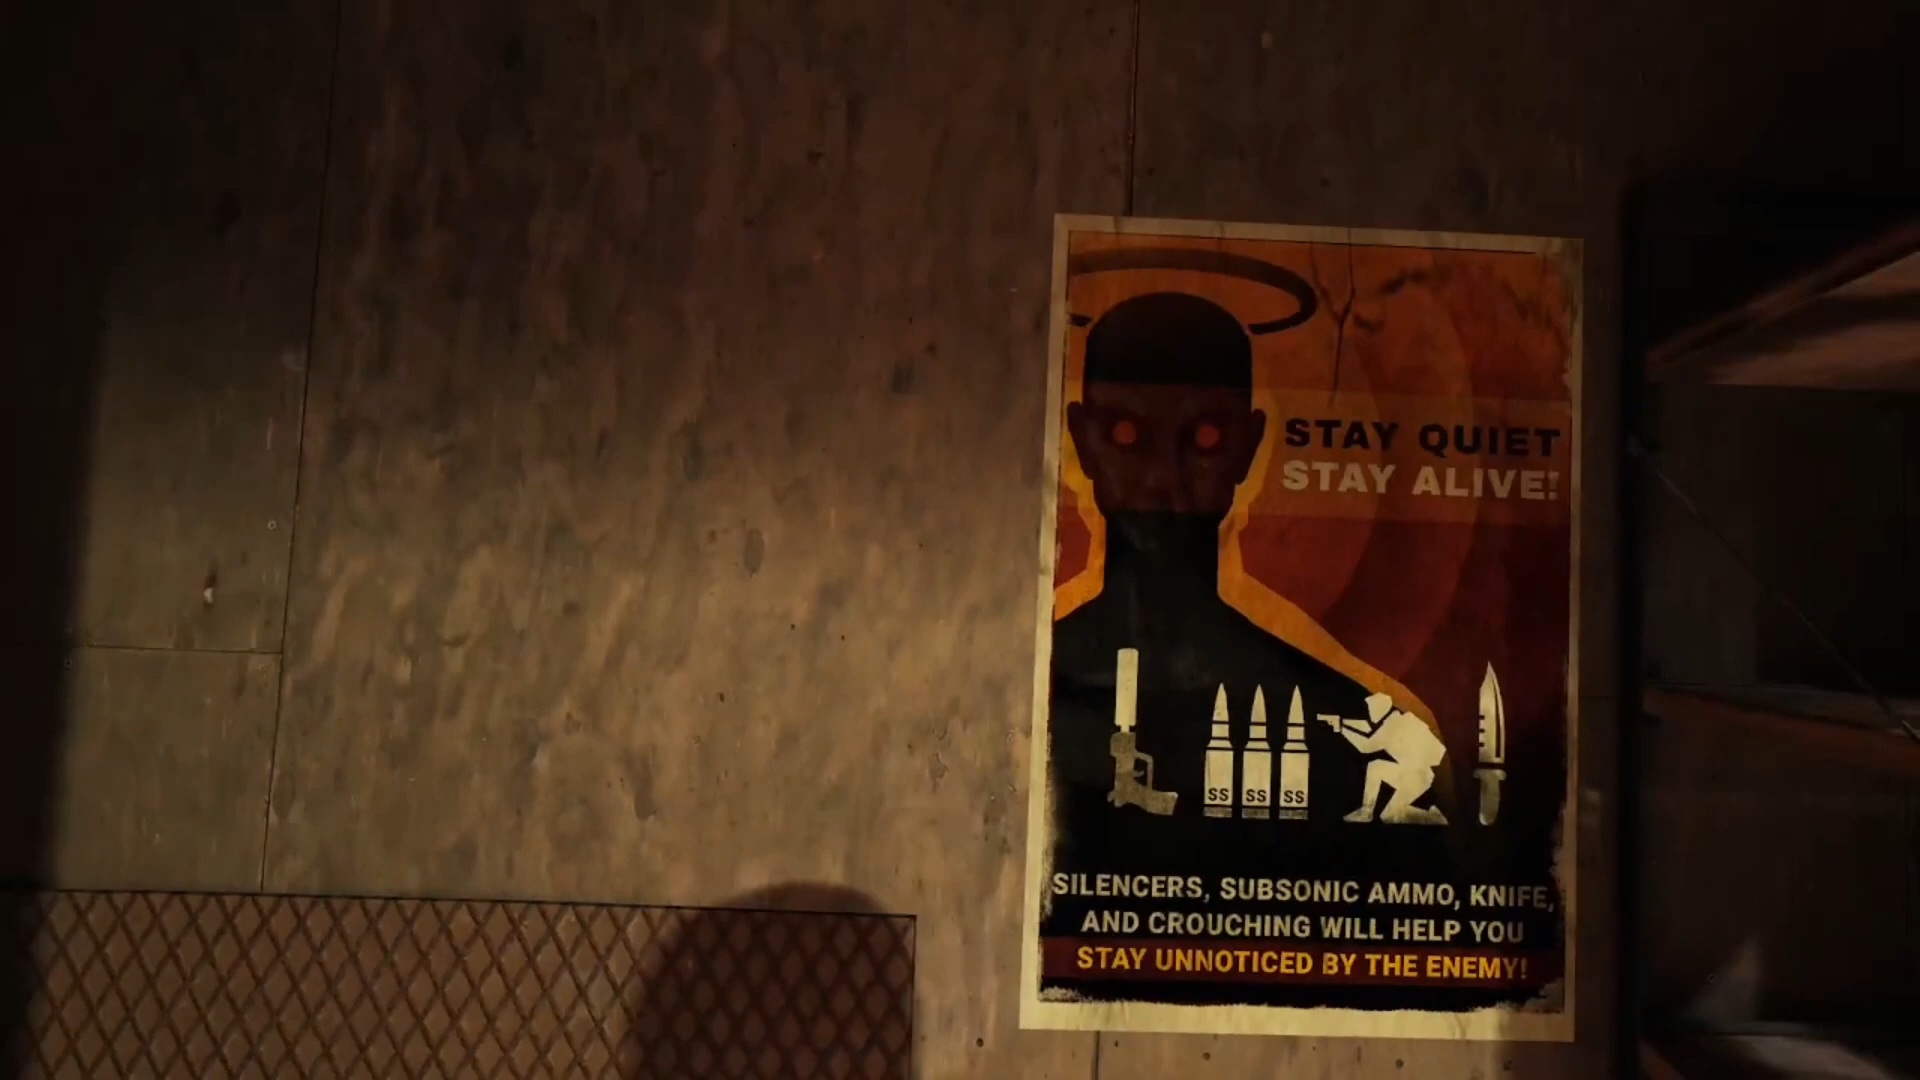 STAY QUIET
STAY ALIVE!
SS SS SS
SILENCERS, SUBSONIC AMMO, KNIFE,
AND CROUCHING WILL HELP YOU
STAY UNNOTICED BY THE ENEMY!